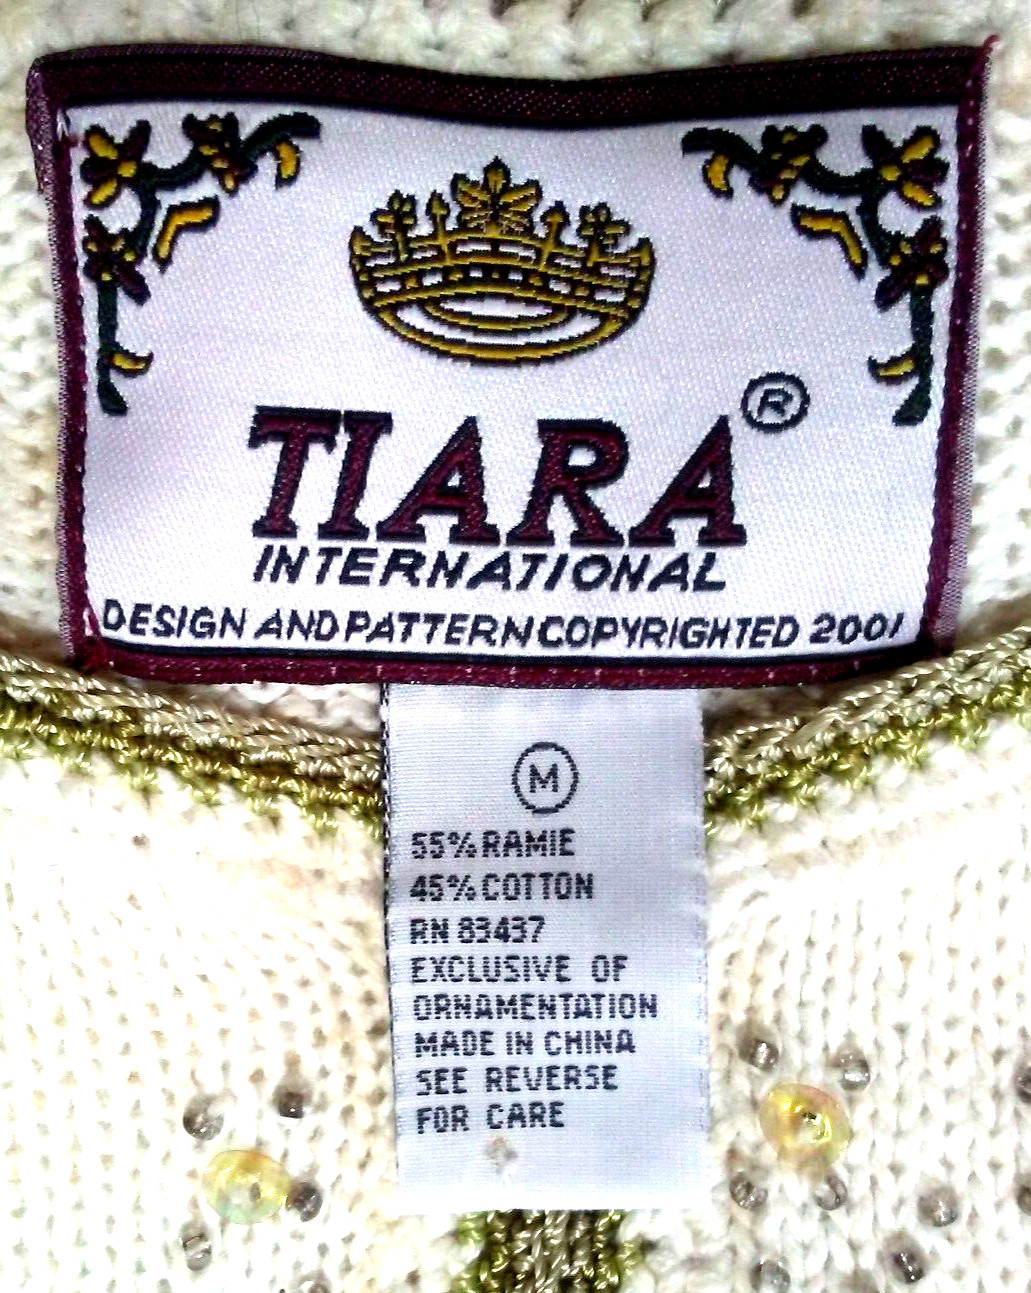 TIARA ®
INTERNATIONAL
DESIGN AND PATTERN COPYRIGHTED 2001
M
55% RAMIE
45% COTTON
RN 83437
EXCLUSIVE OF
ORNAMENTATION
MADE IN CHINA
SEE REVERSE
FOR CARE